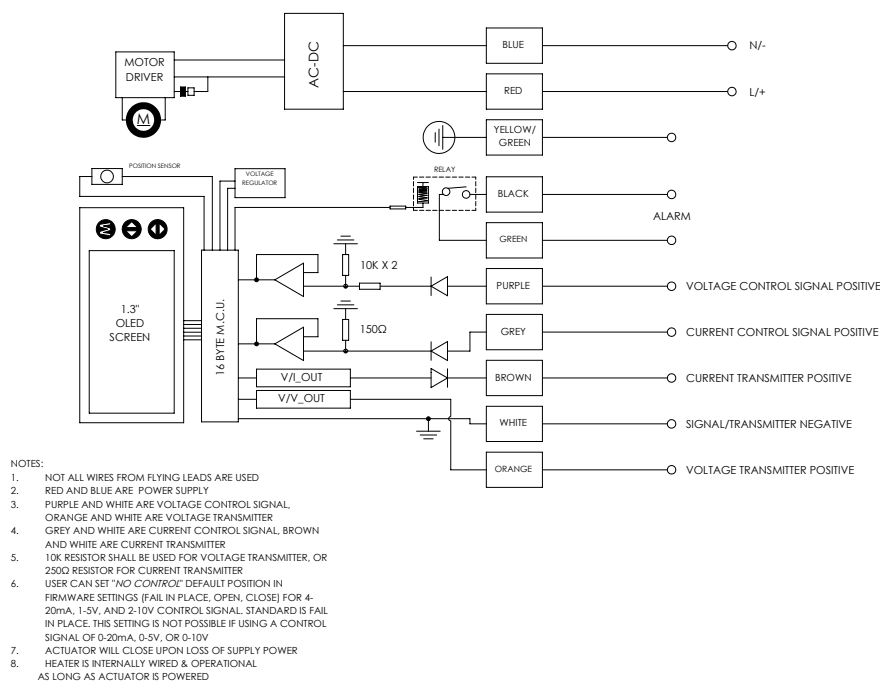 MOTOR
DRIVER
M
AC-DC
BLUE
N/-
RED
L/+
YELLOW/
GREEN
POSITION SENSOR
VOLTAGE
REGULATOR
RELAY
BLACK
ALARM
GREEN
M
1.3"
OLED
SCREEN
16 BYTE M.C.U.
10K X 2
PURPLE
VOLTAGE CONTROL SIGNAL POSITIVE
150Ω
GREY
CURRENT CONTROL SIGNAL POSITIVE
V/I_OUT
BROWN
CURRENT TRANSMITTER POSITIVE
V/V_OUT
WHITE
SIGNAL/TRANSMITTER NEGATIVE
ORANGE
VOLTAGE TRANSMITTER POSITIVE
NOTES:
1. NOT ALL WIRES FROM FLYING LEADS ARE USED
2. RED AND BLUE ARE POWER SUPPLY
3. PURPLE AND WHITE ARE VOLTAGE CONTROL SIGNAL,
ORANGE AND WHITE ARE VOLTAGE TRANSMITTER
4. GREY AND WHITE ARE CURRENT CONTROL SIGNAL, BROWN
AND WHITE ARE CURRENT TRANSMITTER
5. 10K RESISTOR SHALL BE USED FOR VOLTAGE TRANSMITTER, OR
250Ω RESISTOR FOR CURRENT TRANSMITTER
6. USER CAN SET "NO CONTROL" DEFAULT POSITION IN
FIRMWARE SETTINGS (FAIL IN PLACE, OPEN, CLOSE) FOR 4-
20mA, 1-5V, AND 2-10V CONTROL SIGNAL. STANDARD IS FAIL
IN PLACE. THIS SETTING IS NOT POSSIBLE IF USING A CONTROL
SIGNAL OF 0-20mA, 0-5V, OR 0-10V
7. ACTUATOR WILL CLOSE UPON LOSS OF SUPPLY POWER
8. HEATER IS INTERNALLY WIRED & OPERATIONAL
AS LONG AS ACTUATOR IS POWERED